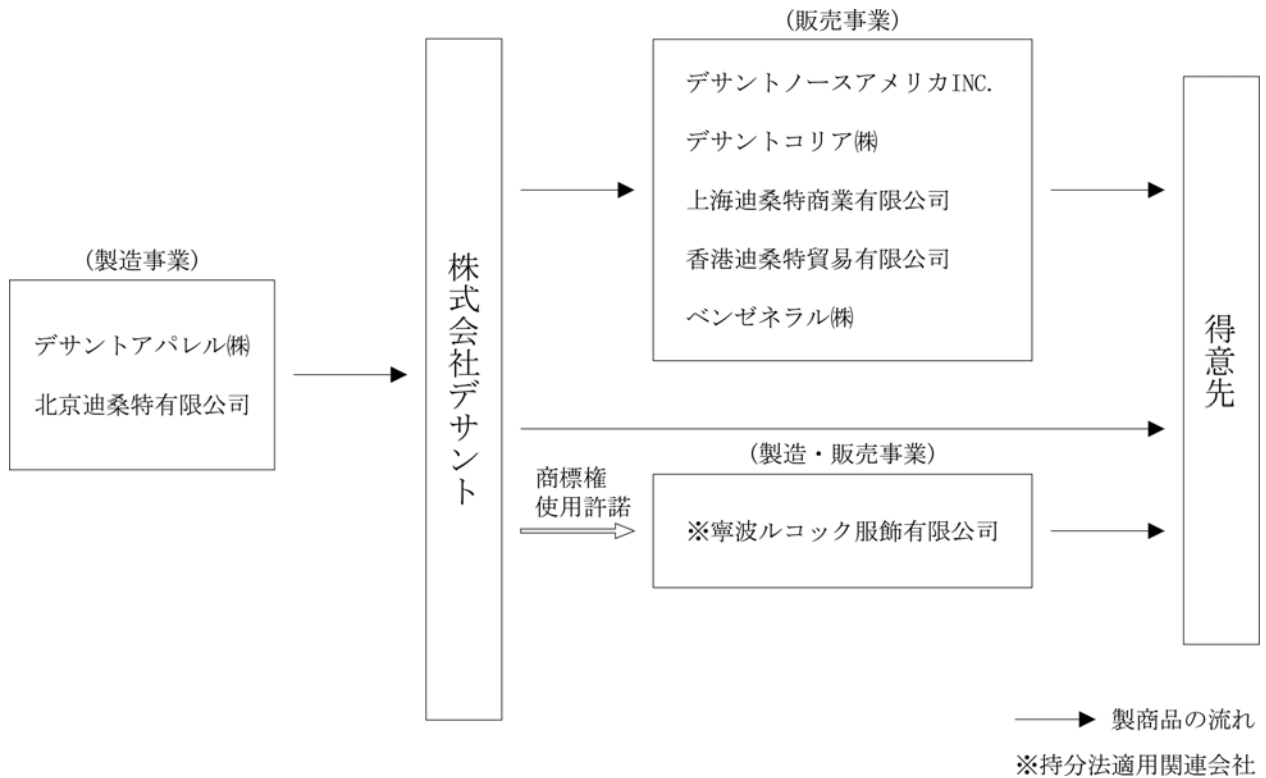 (製造事業)
デサントアパレル㈱
北京迪桑特有限公司
株式会社デサント
(販売事業)
デサントノースアメリカINC.
デサントコリア㈱
上海迪桑特商業有限公司
香港迪桑特貿易有限公司
ベンゼネラル㈱
商標権
使用許諾
(製造・販売事業)
※寧波ルコック服飾有限公司
得意先
製商品の流れ
※持分法適用関連会社